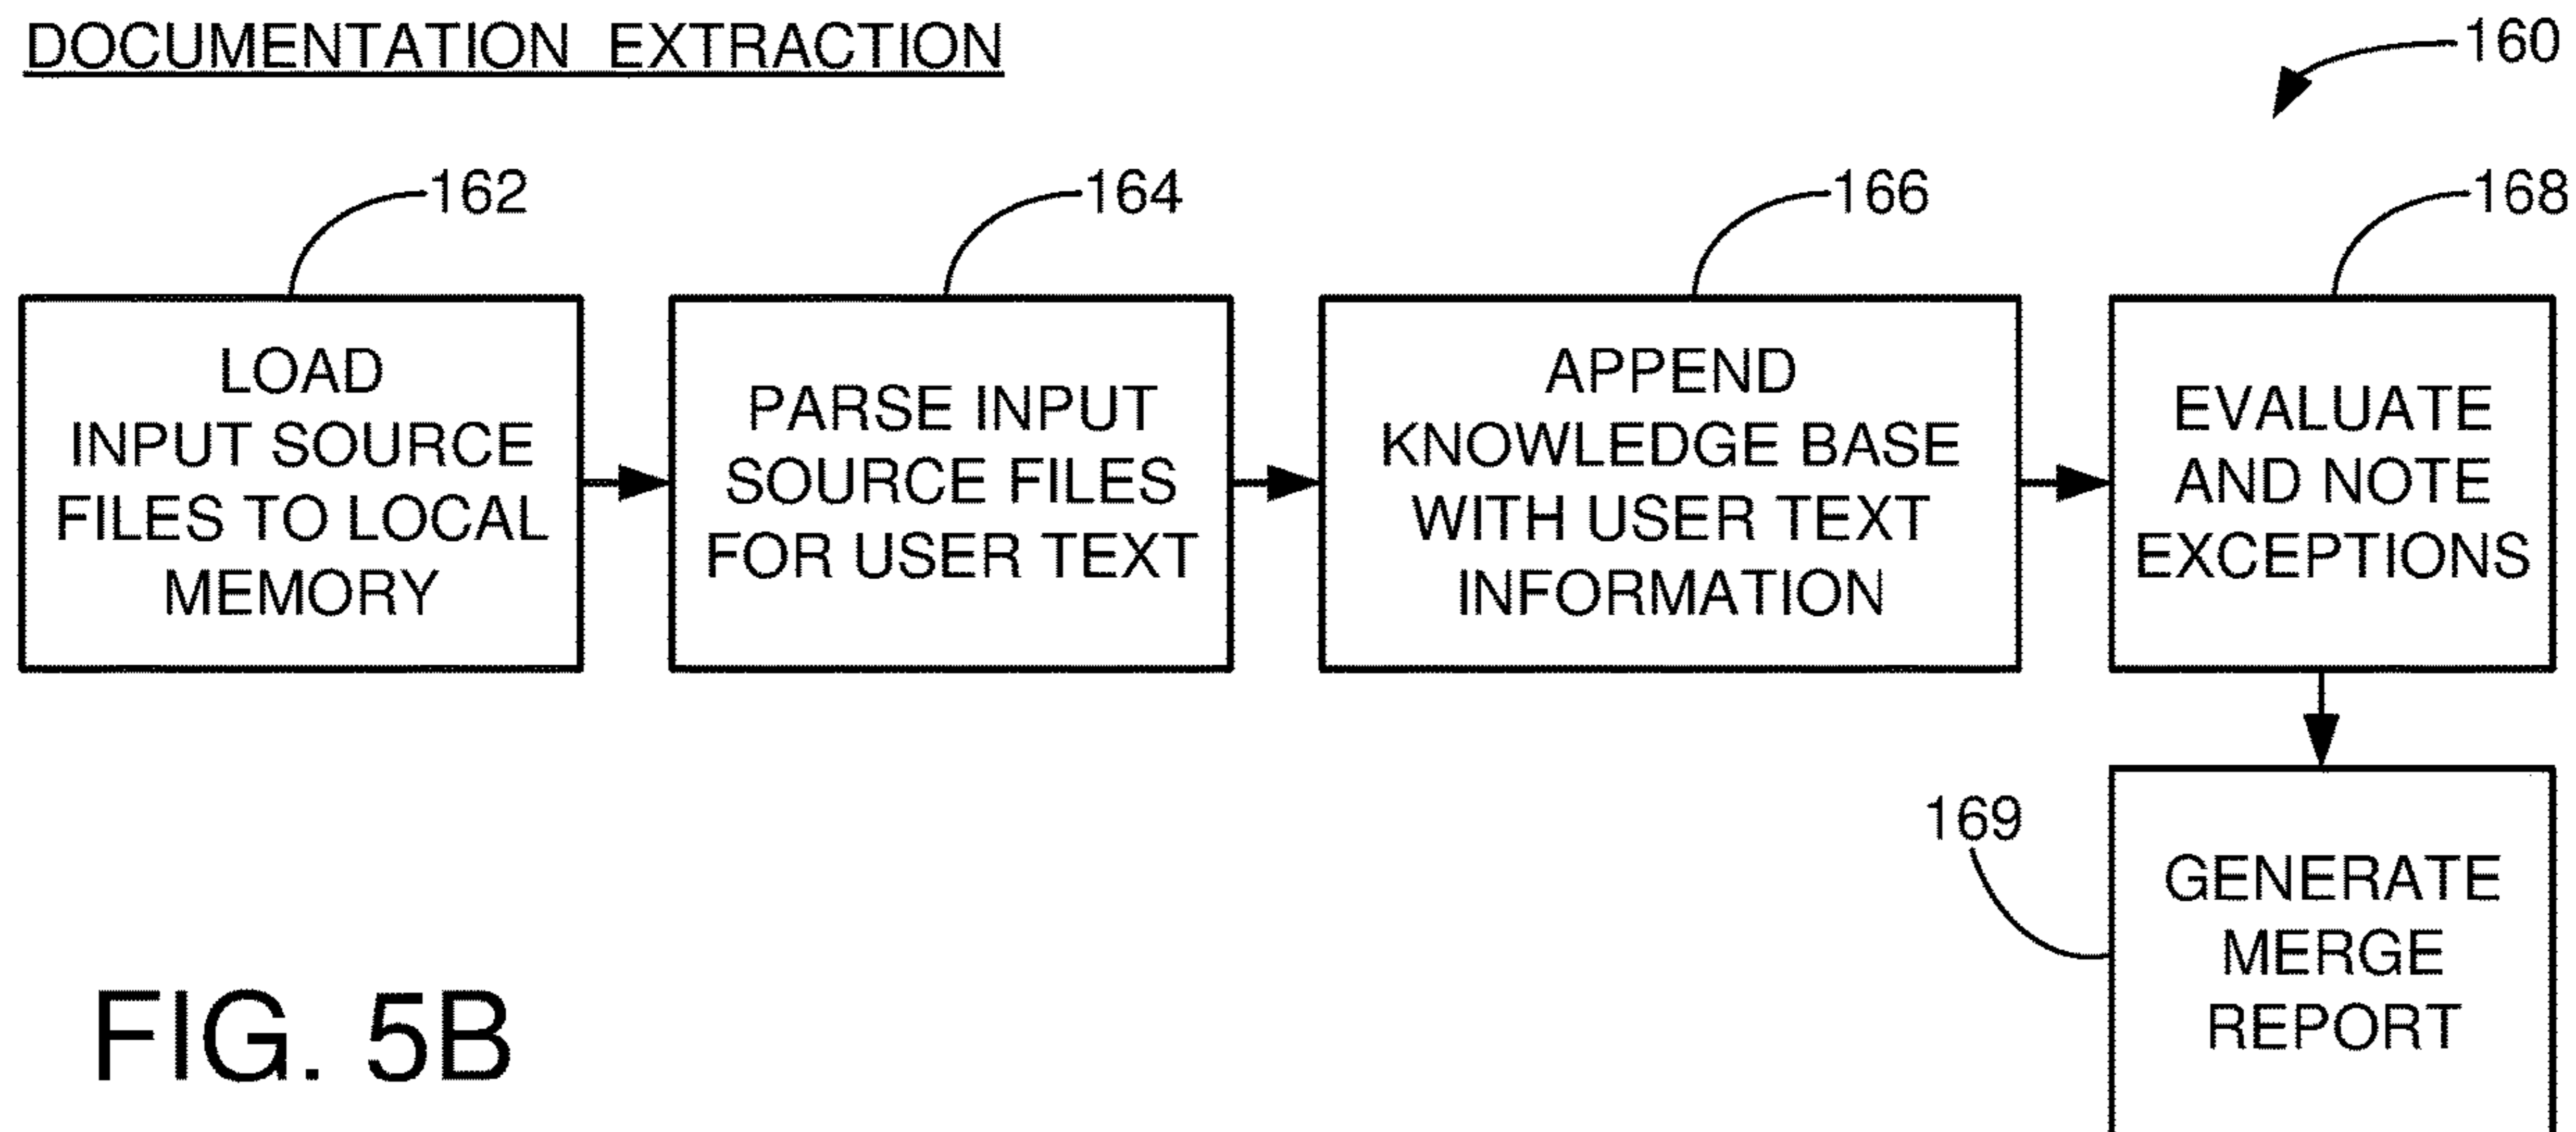 DOCUMENTATION EXTRACTION
160
162
164
166
168
LOAD
INPUT SOURCE
FILES TO LOCAL
MEMORY
PARSE INPUT
SOURCE FILES
FOR USER TEXT
APPEND
KNOWLEDGE BASE
WITH USER TEXT
INFORMATION
EVALUATE
AND NOTE
EXCEPTIONS
169
GENERATE
MERGE
REPORT
FIG. 5B